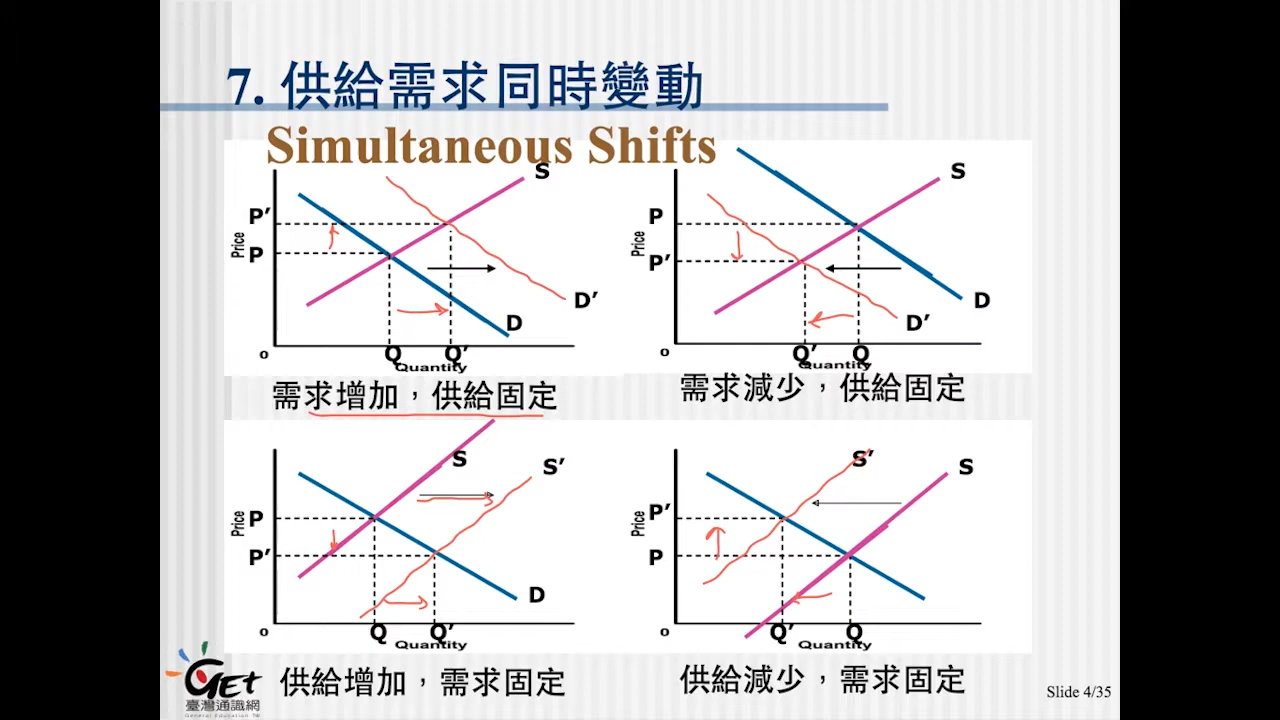 7. 供給需求同時變動
Simultaneous Shifts
S
P’
P
Price
D’
D
0
Q
Q’
Quantity
需求增加，供給固定
S
P
P’
Price
D
D’
0
Q’
Q
Quantity
需求減少，供給固定
S
S’
P
P’
Price
D
0
Q
Q’
Quantity
供給增加，需求固定
S’
S
P’
P
Price
0
Q’
Q
Quantity
供給減少，需求固定
GET
臺灣通識網
General Education TW
Slide 4/35